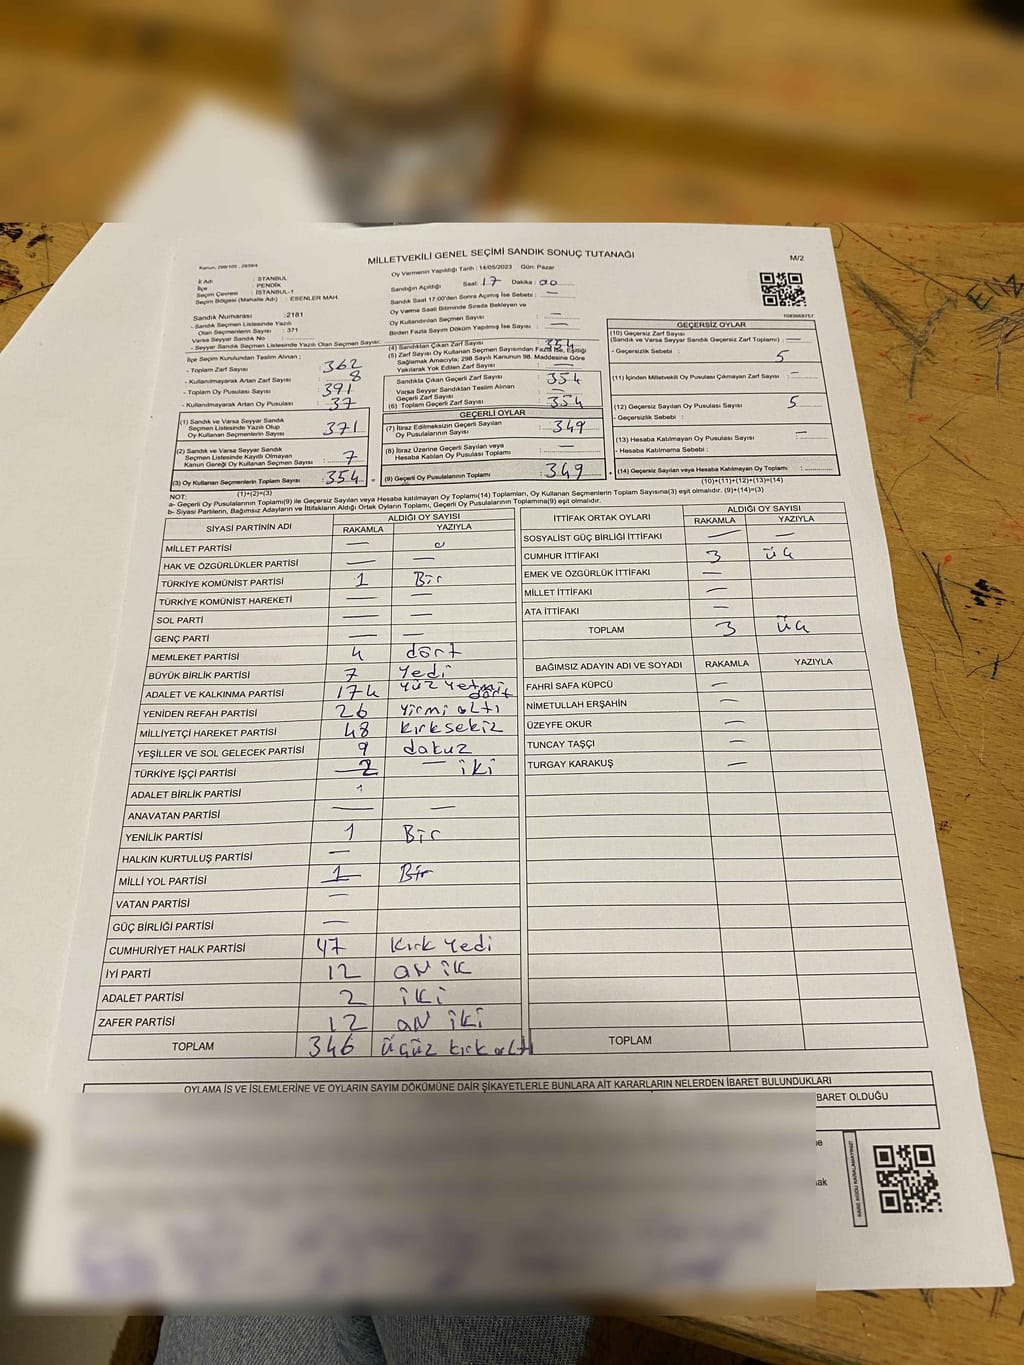 Kanun, 298/105 , 2839/4
MİLLETVEKİLİ GENEL SEÇİMİ SANDIK SONUÇ TUTANAĞI
M/2
İl Adı : İSTANBUL
İlçe : PENDİK
Seçim Çevresi : İSTANBUL-1
Seçim Bölgesi (Mahalle Adı) : ESENLER MAH.
Oy Vermenin Yapıldığı Tarih : 14/05/2023 Gün: Pazar
Sandığın Açıldığı Saat: 17 Dakika : 00
Sandık Saat 17:00'den Sonra Açılmış İse Sebebi : —
Oy Verme Saati Bitiminde Sırada Bekleyen ve
Oy Kullandırılan Seçmen Sayısı : —
Birden Fazla Sayım Döküm Yapılmış İse Sayısı : —
Sandık Numarası : 2181
- Sandık Seçmen Listesinde Yazılı
Olan Seçmenlerin Sayısı : 371
Varsa Seyyar Sandık No :
- Seyyar Sandık Seçmen Listesinde Yazılı Olan Seçmen Sayısı:
İlçe Seçim Kurulundan Teslim Alınan ;
- Toplam Zarf Sayısı : 362
- Kullanılmayarak Artan Zarf Sayısı : 8
- Toplam Oy Pusulası Sayısı : 391
- Kullanılmayarak Artan Oy Pusulası : 37
(1) Sandık ve Varsa Seyyar Sandık
Seçmen Listesinde Yazılı Olup
Oy Kullanan Seçmenlerin Sayısı : 371
(2) Sandık ve Varsa Seyyar Sandık
Seçmen Listesinde Kayıtlı Olmayan
Kanun Gereği Oy Kullanan Seçmen Sayısı : 7
(3) Oy Kullanan Seçmenlerin Toplam Sayısı : 354
(1)+(2)=(3)
(4) Sandıktan Çıkan Zarf Sayısı : 354
(5) Zarf Sayısı Oy Kullanan Seçmen Sayısından Fazla İse, Eşitliği
Sağlamak Amacıyla; 298 Sayılı Kanunun 98. Maddesine Göre
Yakılarak Yok Edilen Zarf Sayısı : —
Sandıkta Çıkan Geçerli Zarf Sayısı : 354
Varsa Seyyar Sandıktan Teslim Alınan
Geçerli Zarf Sayısı : —
(6) Toplam Geçerli Zarf Sayısı : 354
GEÇERLİ OYLAR
(7) İtiraz Edilmeksizin Geçerli Sayılan
Oy Pusulalarının Sayısı : 349
(8) İtiraz Üzerine Geçerli Sayılan veya
Hesaba Katılan Oy Pusulası Toplamı : —
(9) Geçerli Oy Pusulalarının Toplamı : 349
GEÇERSİZ OYLAR
(10) Geçersiz Zarf Sayısı
(Sandık ve Varsa Seyyar Sandık Geçersiz Zarf Toplamı) : —
- Geçersizlik Sebebi : 5
(11) İçinden Milletvekili Oy Pusulası Çıkmayan Zarf Sayısı : —
(12) Geçersiz Sayılan Oy Pusulası Sayısı : 5
- Geçersizlik Sebebi :
(13) Hesaba Katılmayan Oy Pusulası Sayısı : —
- Hesaba Katılmama Sebebi :
(14) Geçersiz Sayılan veya Hesaba Katılmayan Oy Toplamı :
(10)+(11)+(12)+(13)=(14)
NOT:
a- Geçerli Oy Pusulalarının Toplamı(9) ile Geçersiz Sayılan veya Hesaba katılmayan Oy Toplamı(14) Toplamları, Oy Kullanan Seçmenlerin Toplam Sayısına(3) eşit olmalıdır. (9)+(14)=(3)
b- Siyasi Partilerin, Bağımsız Adayların ve İttifakların Aldığı Ortak Oyların Toplamı, Geçerli Oy Pusulalarının Toplamına(9) eşit olmalıdır.
SİYASİ PARTİNİN ADI ALDIĞI OY SAYISI
RAKAMLA YAZIYLA
MİLLET PARTİSİ — 0
HAK VE ÖZGÜRLÜKLER PARTİSİ — —
TÜRKİYE KOMÜNİST PARTİSİ 1 Bir
TÜRKİYE KOMÜNİST HAREKETİ — —
SOL PARTİ — —
GENÇ PARTİ — —
MEMLEKET PARTİSİ 4 dört
BÜYÜK BİRLİK PARTİSİ 7 Yedi
ADALET VE KALKINMA PARTİSİ 174 Yüz Yetmiş dört
YENİDEN REFAH PARTİSİ 26 Yirmi altı
MİLLİYETÇİ HAREKET PARTİSİ 48 kırksekiz
YEŞİLLER VE SOL GELECEK PARTİSİ 9 dokuz
TÜRKİYE İŞÇİ PARTİSİ 2 — iki
ADALET BİRLİK PARTİSİ
ANAVATAN PARTİSİ — —
YENİLİK PARTİSİ 1 Bir
HALKIN KURTULUŞ PARTİSİ —
MİLLİ YOL PARTİSİ 1 Bir
VATAN PARTİSİ —
GÜÇ BİRLİĞİ PARTİSİ —
CUMHURİYET HALK PARTİSİ 47 Kırk Yedi
İYİ PARTİ 12 oN iK
ADALET PARTİSİ 2 iki
ZAFER PARTİSİ 12 oN iki
TOPLAM 346 üçüz kırk altı
İTTİFAK ORTAK OYLARI ALDIĞI OY SAYISI
RAKAMLA YAZIYLA
SOSYALİST GÜÇ BİRLİĞİ İTTİFAKI — —
CUMHUR İTTİFAKI 3 üç
EMEK VE ÖZGÜRLÜK İTTİFAKI —
MİLLET İTTİFAKI —
ATA İTTİFAKI —
TOPLAM 3 üç
BAĞIMSIZ ADAYIN ADI VE SOYADI RAKAMLA YAZIYLA
FAHRİ SAFA KÜPCÜ —
NİMETULLAH ERŞAHİN —
ÜZEYFE OKUR —
TUNCAY TAŞÇI —
TURGAY KARAKUŞ —
TOPLAM
OYLAMA İŞ VE İŞLEMLERİNE VE OYLARIN SAYIM DÖKÜMÜNE DAİR ŞİKAYETLERLE BUNLARA AİT KARARLARIN NELERDEN İBARET BULUNDUKLARI
BARET OLDUĞU